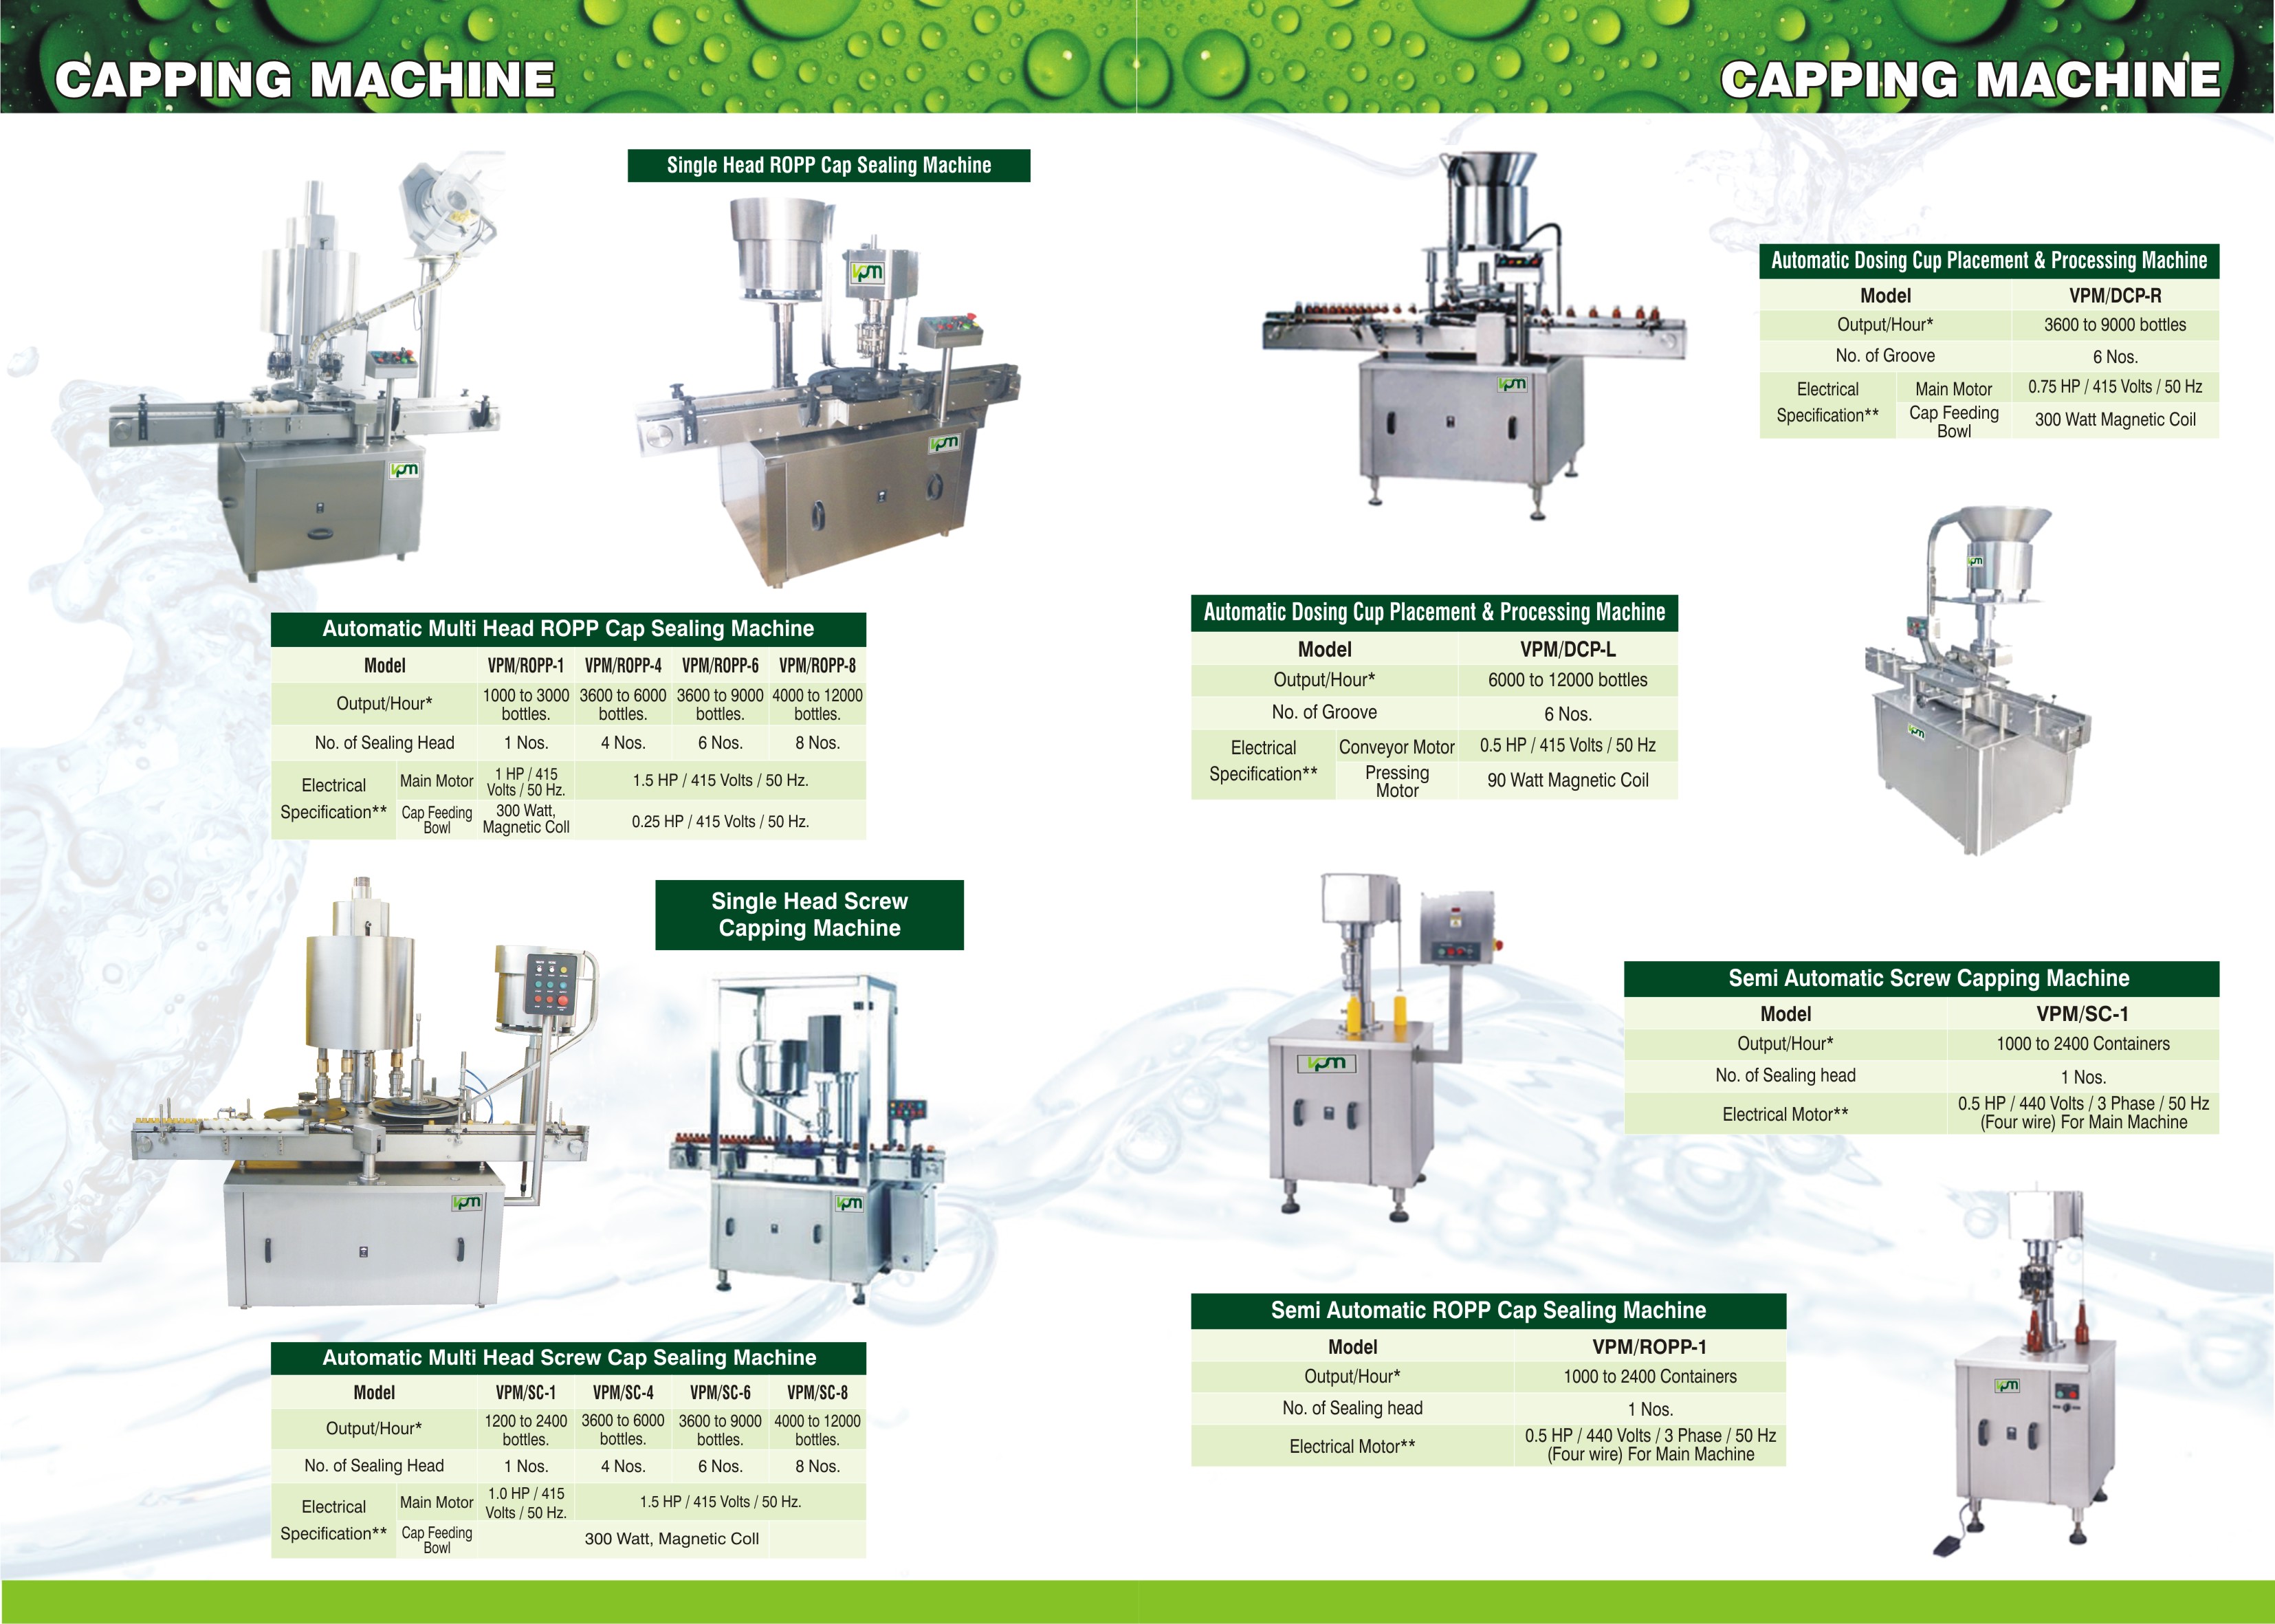 CAPPING MACHINE
CAPPING MACHINE
Single Head ROPP Cap Sealing Machine
vpm
vpm
vpm
Automatic Multi Head ROPP Cap Sealing Machine
Model VPM/ROPP-1 VPM/ROPP-4 VPM/ROPP-6 VPM/ROPP-8
Output/Hour* 1000 to 3000 bottles. 3600 to 6000 bottles. 3600 to 9000 bottles. 4000 to 12000 bottles.
No. of Sealing Head 1 Nos. 4 Nos. 6 Nos. 8 Nos.
Electrical Specification** Main Motor 1 HP / 415 Volts / 50 Hz. 1.5 HP / 415 Volts / 50 Hz.
Cap Feeding Bowl 300 Watt, Magnetic Coll 0.25 HP / 415 Volts / 50 Hz.
Single Head Screw
Capping Machine
vpm
vpm
Automatic Multi Head Screw Cap Sealing Machine
Model VPM/SC-1 VPM/SC-4 VPM/SC-6 VPM/SC-8
Output/Hour* 1200 to 2400 bottles. 3600 to 6000 bottles. 3600 to 9000 bottles. 4000 to 12000 bottles.
No. of Sealing Head 1 Nos. 4 Nos. 6 Nos. 8 Nos.
Electrical Specification** Main Motor 1.0 HP / 415 Volts / 50 Hz. 1.5 HP / 415 Volts / 50 Hz.
Cap Feeding Bowl 300 Watt, Magnetic Coll
vpm
Automatic Dosing Cup Placement & Processing Machine
Model VPM/DCP-R
Output/Hour* 3600 to 9000 bottles
No. of Groove 6 Nos.
Electrical Specification** Main Motor 0.75 HP / 415 Volts / 50 Hz
Cap Feeding Bowl 300 Watt Magnetic Coil
vpm
vpm
Automatic Dosing Cup Placement & Processing Machine
Model VPM/DCP-L
Output/Hour* 6000 to 12000 bottles
No. of Groove 6 Nos.
Electrical Specification** Conveyor Motor 0.5 HP / 415 Volts / 50 Hz
Pressing Motor 90 Watt Magnetic Coil
vpm
Semi Automatic Screw Capping Machine
Model VPM/SC-1
Output/Hour* 1000 to 2400 Containers
No. of Sealing head 1 Nos.
Electrical Motor** 0.5 HP / 440 Volts / 3 Phase / 50 Hz
(Four wire) For Main Machine
Semi Automatic ROPP Cap Sealing Machine
Model VPM/ROPP-1
Output/Hour* 1000 to 2400 Containers
No. of Sealing head 1 Nos.
Electrical Motor** 0.5 HP / 440 Volts / 3 Phase / 50 Hz
(Four wire) For Main Machine
vpm